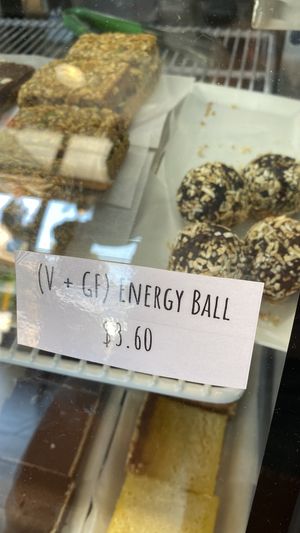 (V + GF) ENERGY BALL
$3.60